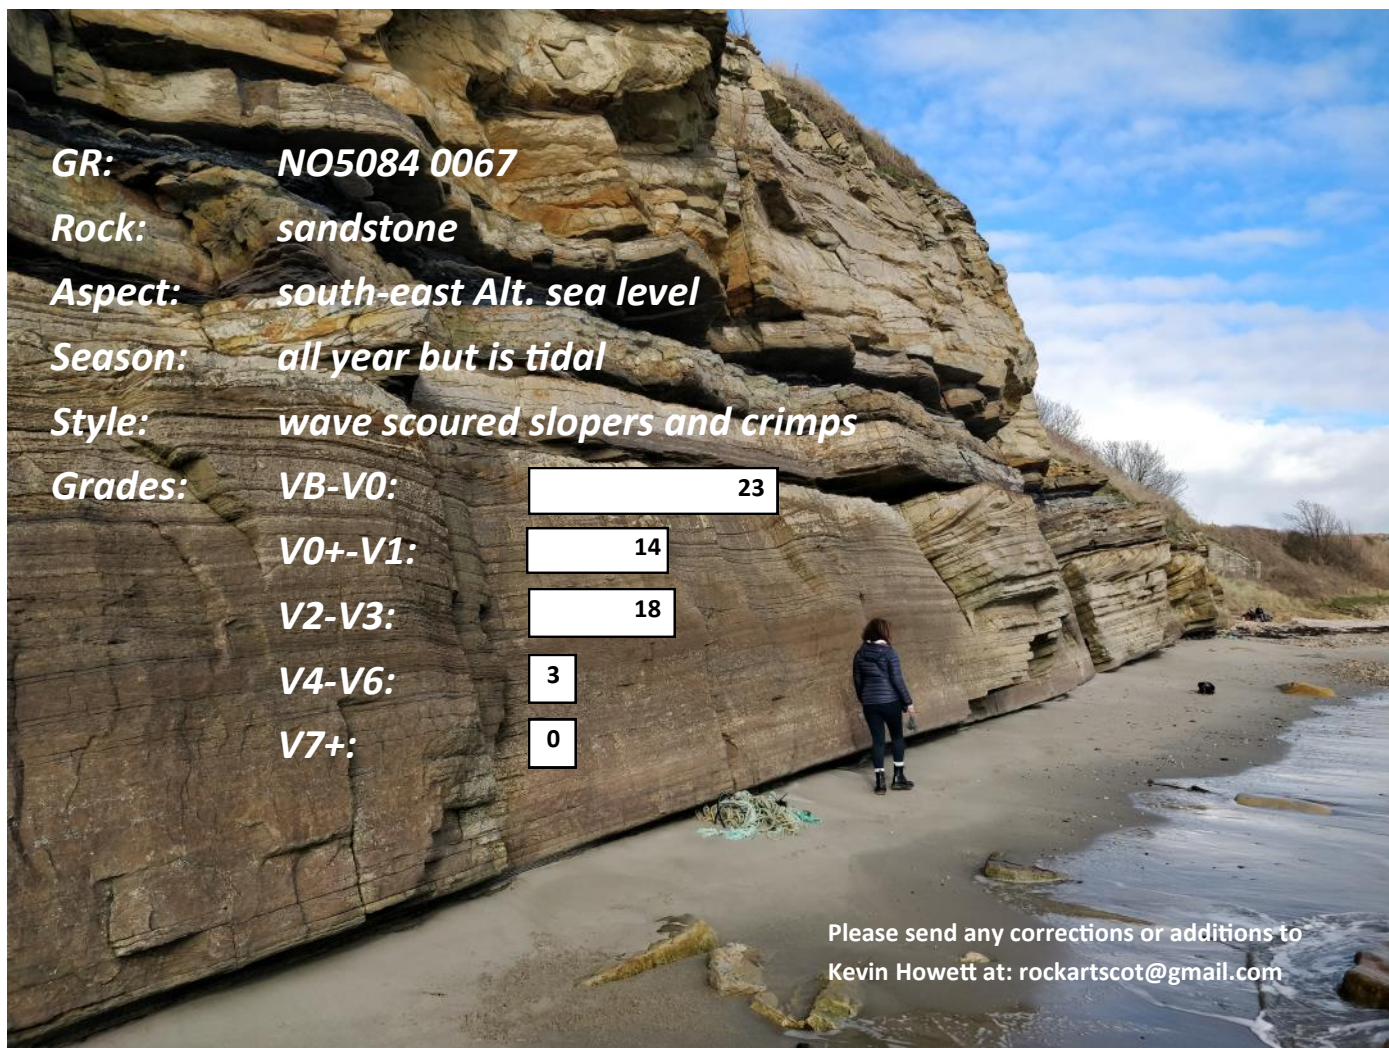 GR: NO5084 0067
Rock: sandstone
Aspect: south-east Alt. sea level
Season: all year but is tidal
Style: wave scoured slopers and crimps
Grades: VB-V0: 23
V0+-V1: 14
V2-V3: 18
V4-V6: 3
V7+: 0
Please send any corrections or additions to
Kevin Howett at: rockartscot@gmail.com